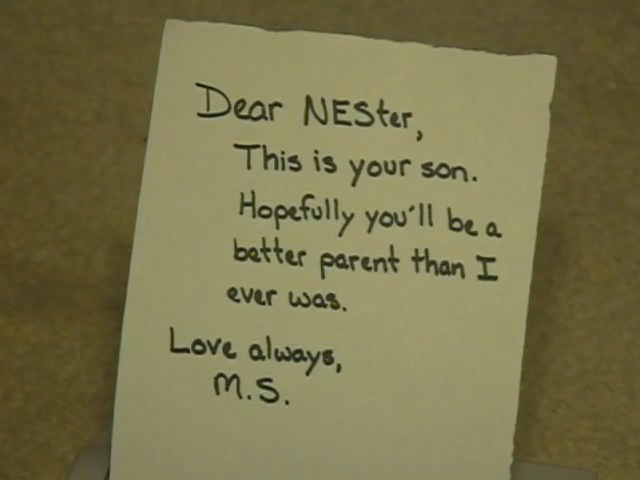 Dear NESter,
This is your son.
Hopefully you'll be a
better parent than I
ever was.
Love always,
M.S.